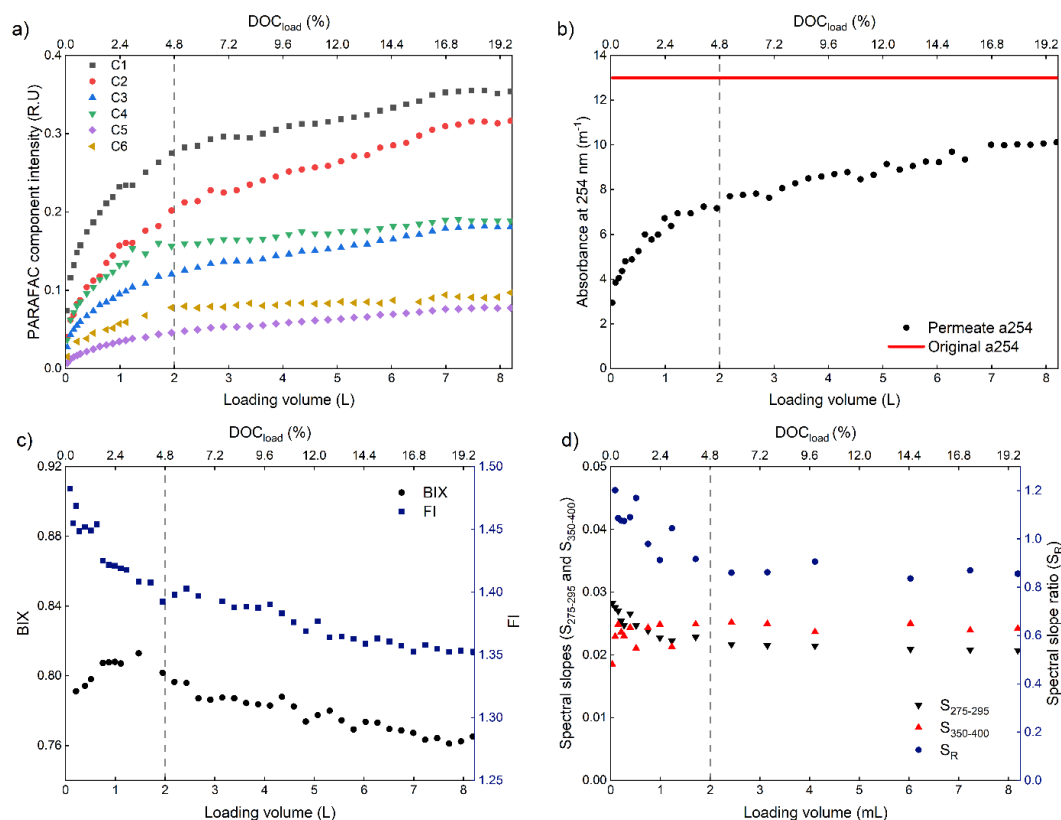 a)
DOCload (%)
0.0 2.4 4.8 7.2 9.6 12.0 14.4 16.8 19.2
C1
C2
C3
C4
C5
C6
PARAFAC component intensity (R.U)
0.4
0.3
0.2
0.1
0.0
0 1 2 3 4 5 6 7 8
Loading volume (L)
b)
DOCload (%)
0.0 2.4 4.8 7.2 9.6 12.0 14.4 16.8 19.2
Absorbance at 254 nm (m-1)
14
12
10
8
6
4
2
0
Permeate a254
Original a254
0 1 2 3 4 5 6 7 8
Loading volume (L)
c)
DOCload (%)
0.0 2.4 4.8 7.2 9.6 12.0 14.4 16.8 19.2
BIX
0.92
0.88
0.84
0.80
0.76
BIX
FI
FI
1.50
1.45
1.40
1.35
1.30
1.25
0 1 2 3 4 5 6 7 8
Loading volume (L)
d)
DOCload (%)
0.0 2.4 4.8 7.2 9.6 12.0 14.4 16.8 19.2
Spectral slopes (S275-295 and S350-400)
0.05
0.04
0.03
0.02
0.01
0.00
S275-295
S350-400
SR
Spectral slope ratio (SR)
1.2
1.0
0.8
0.6
0.4
0.2
0.0
0 1 2 3 4 5 6 7 8
Loading volume (mL)